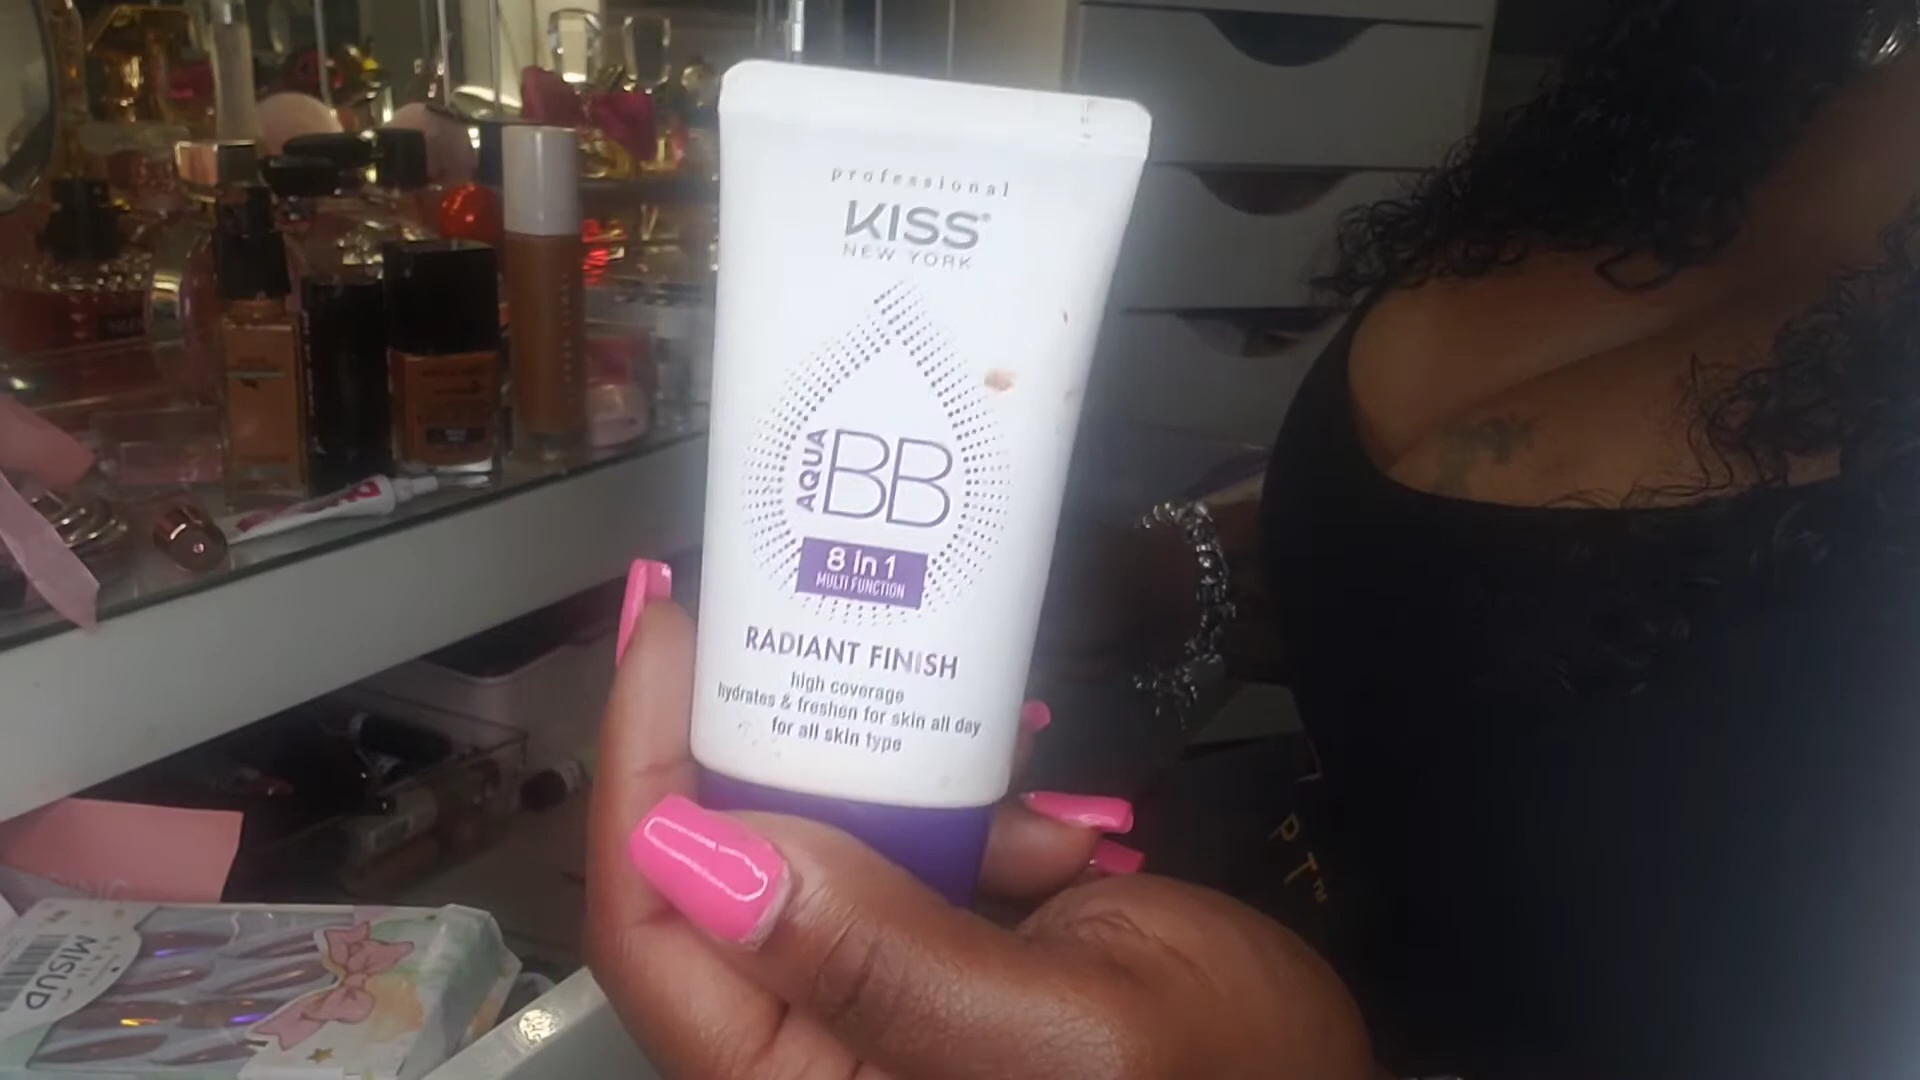 professional
KISS®
NEW YORK
AQUA
BB
8 in 1
MULTI FUNCTION
RADIANT FINISH
high coverage
hydrates & freshen for skin all day
for all skin type
MISUD